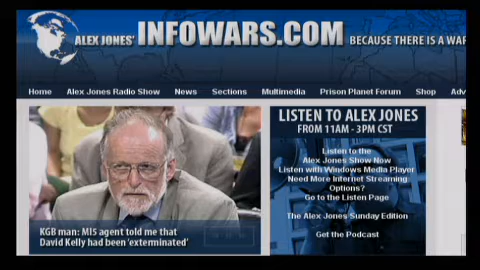 ALEX JONES' INFOWARS.COM BECAUSE THERE IS A WAR
Home Alex Jones Radio Show News Sections Multimedia Prison Planet Forum Shop Adv
LISTEN TO ALEX JONES
FROM 11AM - 3PM CST
Listen to the
Alex Jones Show Now
Listen with Windows Media Player
Need More Internet Streaming
Options?
Go to the Listen Page
The Alex Jones Sunday Edition
Get the Podcast
KGB man: MI5 agent told me that
David Kelly had been 'exterminated'